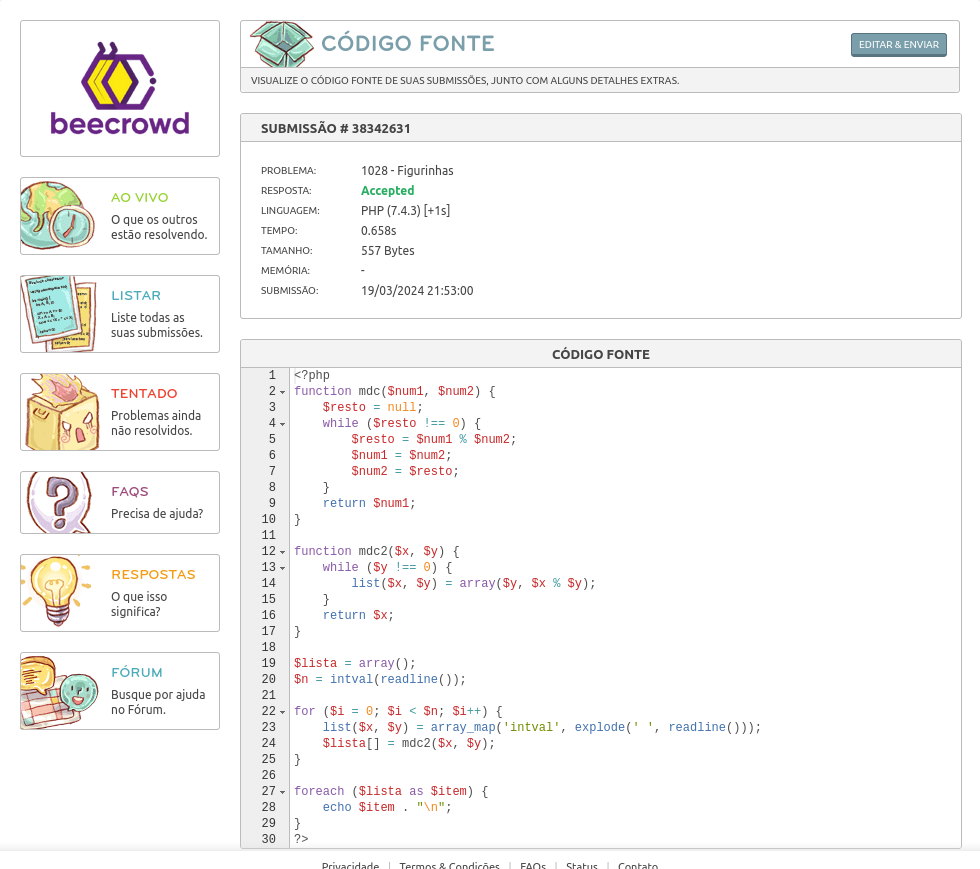 beecrowd
AO VIVO
O que os outros
estão resolvendo.
LISTAR
Liste todas as
suas submissões.
TENTADO
Problemas ainda
não resolvidos.
FAQS
Precisa de ajuda?
RESPOSTAS
O que isso
significa?
FÓRUM
Busque por ajuda
no Fórum.
CÓDIGO FONTE
EDITAR & ENVIAR
VISUALIZE O CÓDIGO FONTE DE SUAS SUBMISSÕES, JUNTO COM ALGUNS DETALHES EXTRAS.
SUBMISSÃO # 38342631
PROBLEMA: 1028 - Figurinhas
RESPOSTA: Accepted
LINGUAGEM: PHP (7.4.3) [+1s]
TEMPO: 0.658s
TAMANHO: 557 Bytes
MEMÓRIA: -
SUBMISSÃO: 19/03/2024 21:53:00
CÓDIGO FONTE
1 <?php
2 function mdc($num1, $num2) {
3     $resto = null;
4     while ($resto !== 0) {
5         $resto = $num1 % $num2;
6         $num1 = $num2;
7         $num2 = $resto;
8     }
9     return $num1;
10 }
11
12 function mdc2($x, $y) {
13     while ($y !== 0) {
14         list($x, $y) = array($y, $x % $y);
15     }
16     return $x;
17 }
18
19 $lista = array();
20 $n = intval(readline());
21
22 for ($i = 0; $i < $n; $i++) {
23     list($x, $y) = array_map('intval', explode(' ', readline()));
24     $lista[] = mdc2($x, $y);
25 }
26
27 foreach ($lista as $item) {
28     echo $item . "\n";
29 }
30 ?>
Privacidade | Termos & Condições | FAQs | Status | Contato